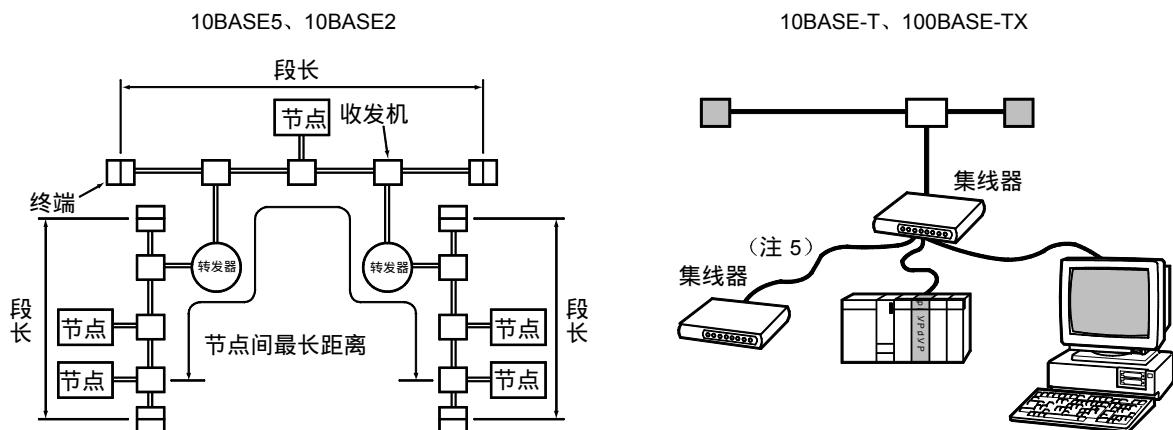 10BASE5、10BASE2
段长
节点
收发机
终端
转发器
转发器
段长
段长
节点
节点
节点间最长距离
节点
节点
10BASE-T、100BASE-TX
集线器
（注 5）
集线器